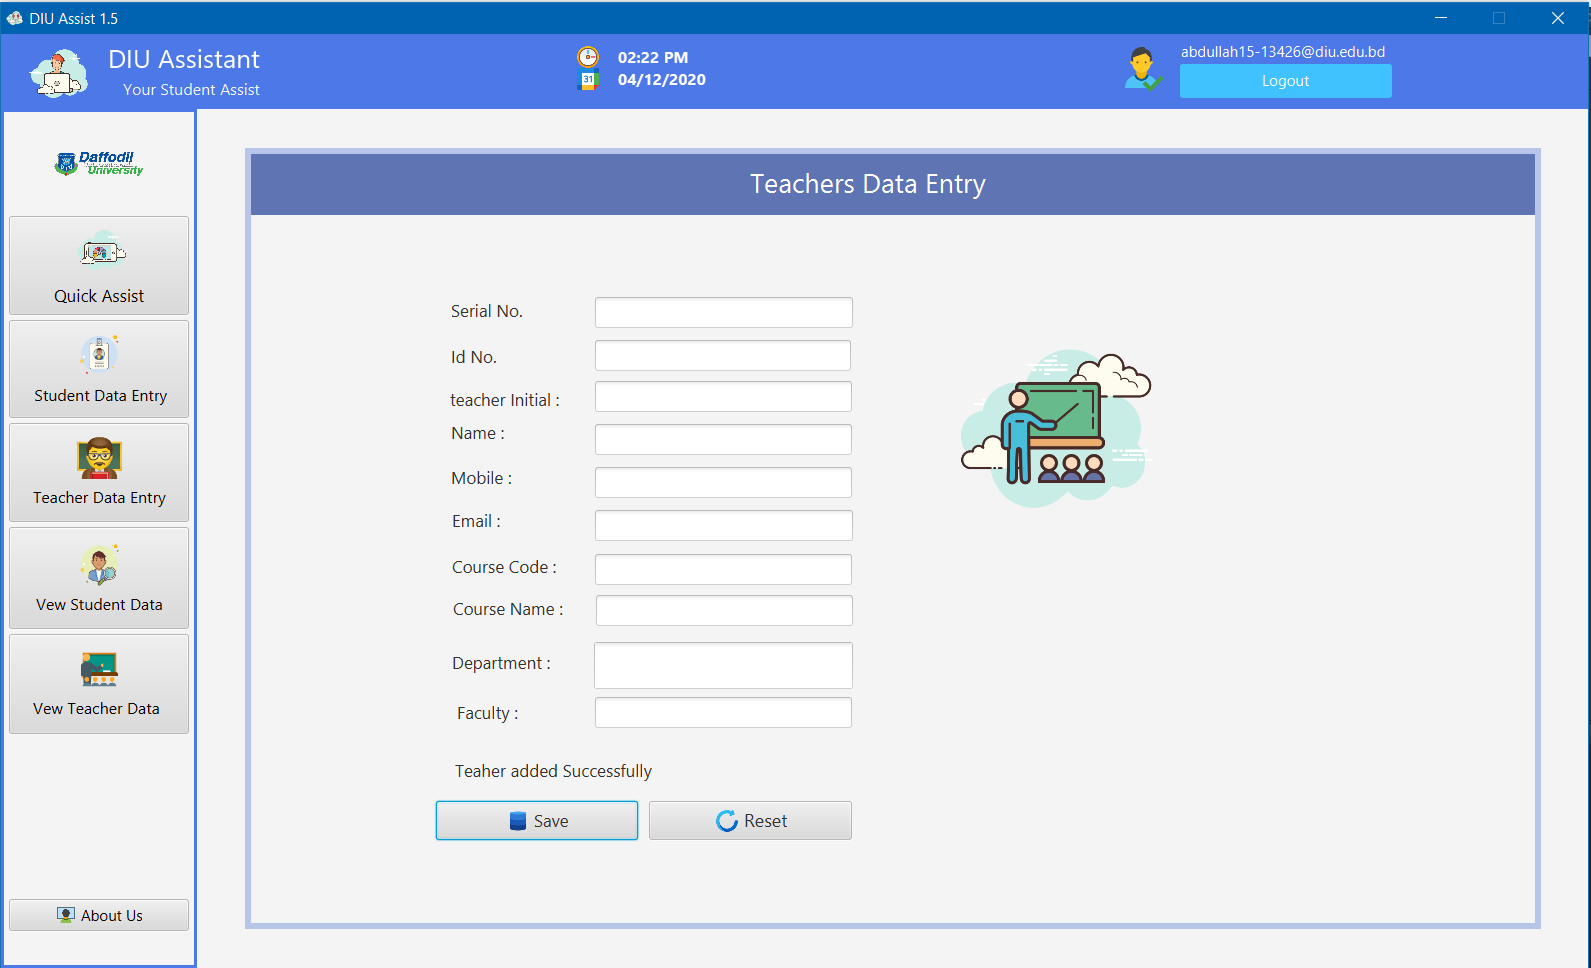 DIU Assist 1.5
DIU Assistant
Your Student Assist
02:22 PM
31
04/12/2020
abdullah15-13426@diu.edu.bd
Logout
Daffodil
University
Quick Assist
Student Data Entry
Teacher Data Entry
Vew Student Data
Vew Teacher Data
About Us
Teachers Data Entry
Serial No.
Id No.
teacher Initial :
Name :
Mobile :
Email :
Course Code :
Course Name :
Department :
Faculty :
Teaher added Successfully
Save
Reset